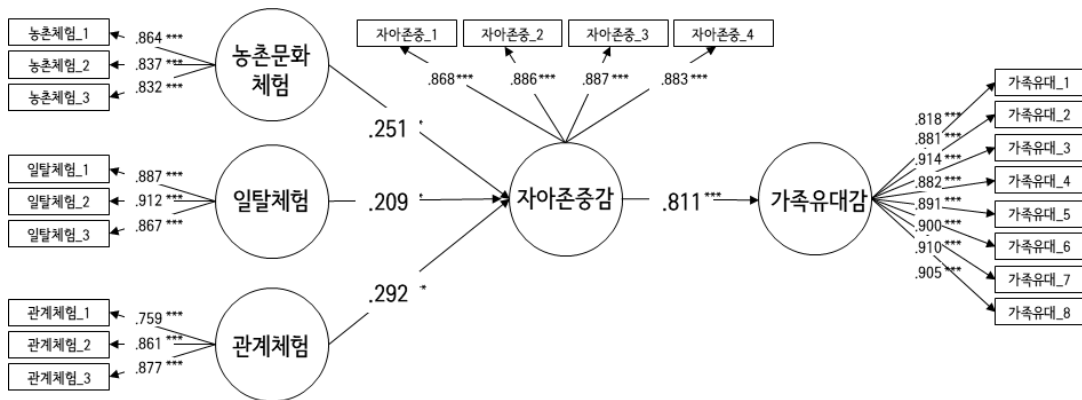 농촌체험_1
농촌체험_2
농촌체험_3
.864 ***
.837 ***
.832 ***
농촌문화
체험
일탈체험_1
일탈체험_2
일탈체험_3
.887 ***
.912 ***
.867 ***
일탈체험
관계체험_1
관계체험_2
관계체험_3
.759 ***
.861 ***
.877 ***
관계체험
.251 *
.209 *
.292 **
자아존중_1
자아존중_2
자아존중_3
자아존중_4
.868 ***
.886 ***
.887 ***
.883 ***
자아존중감
.811 ***
가족유대감
.818 ***
.881 ***
.914 ***
.882 ***
.891 ***
.900 ***
.910 ***
.905 ***
가족유대_1
가족유대_2
가족유대_3
가족유대_4
가족유대_5
가족유대_6
가족유대_7
가족유대_8